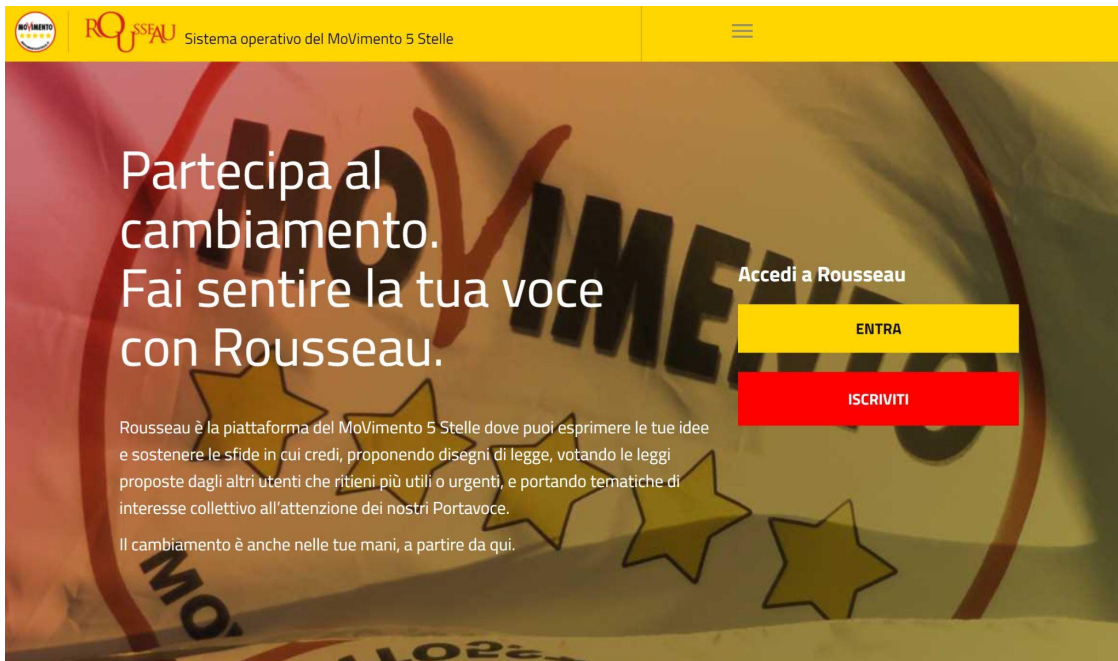 MOVIMENTO
ROUSSEAU
Sistema operativo del MoVimento 5 Stelle
Partecipa al
cambiamento.
Fai sentire la tua voce
con Rousseau.
Rousseau è la piattaforma del MoVimento 5 Stelle dove puoi esprimere le tue idee
e sostenere le sfide in cui credi, proponendo disegni di legge, votando le leggi
proposte dagli altri utenti che ritieni più utili o urgenti, e portando tematiche di
interesse collettivo all’attenzione dei nostri Portavoce.
Il cambiamento è anche nelle tue mani, a partire da qui.
Accedi a Rousseau
ENTRA
ISCRIVITI
MOVIMENTO